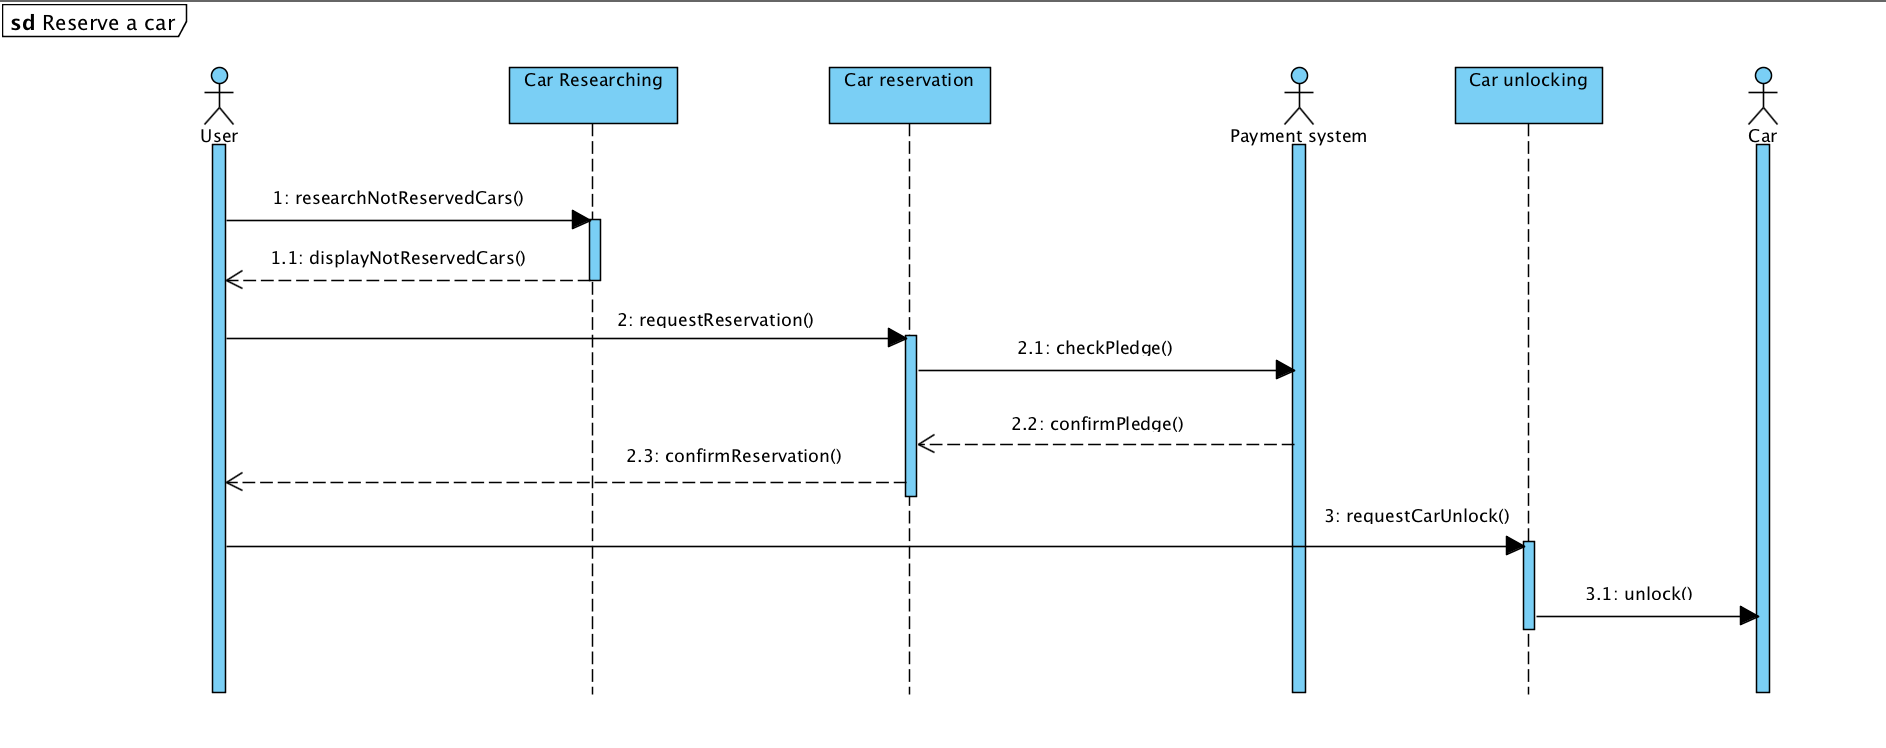 sd Reserve a car
Car Researching
Car reservation
Car unlocking
User
Payment system
Car
1: researchNotReservedCars()
1.1: displayNotReservedCars()
2: requestReservation()
2.1: checkPledge()
2.2: confirmPledge()
2.3: confirmReservation()
3: requestCarUnlock()
3.1: unlock()